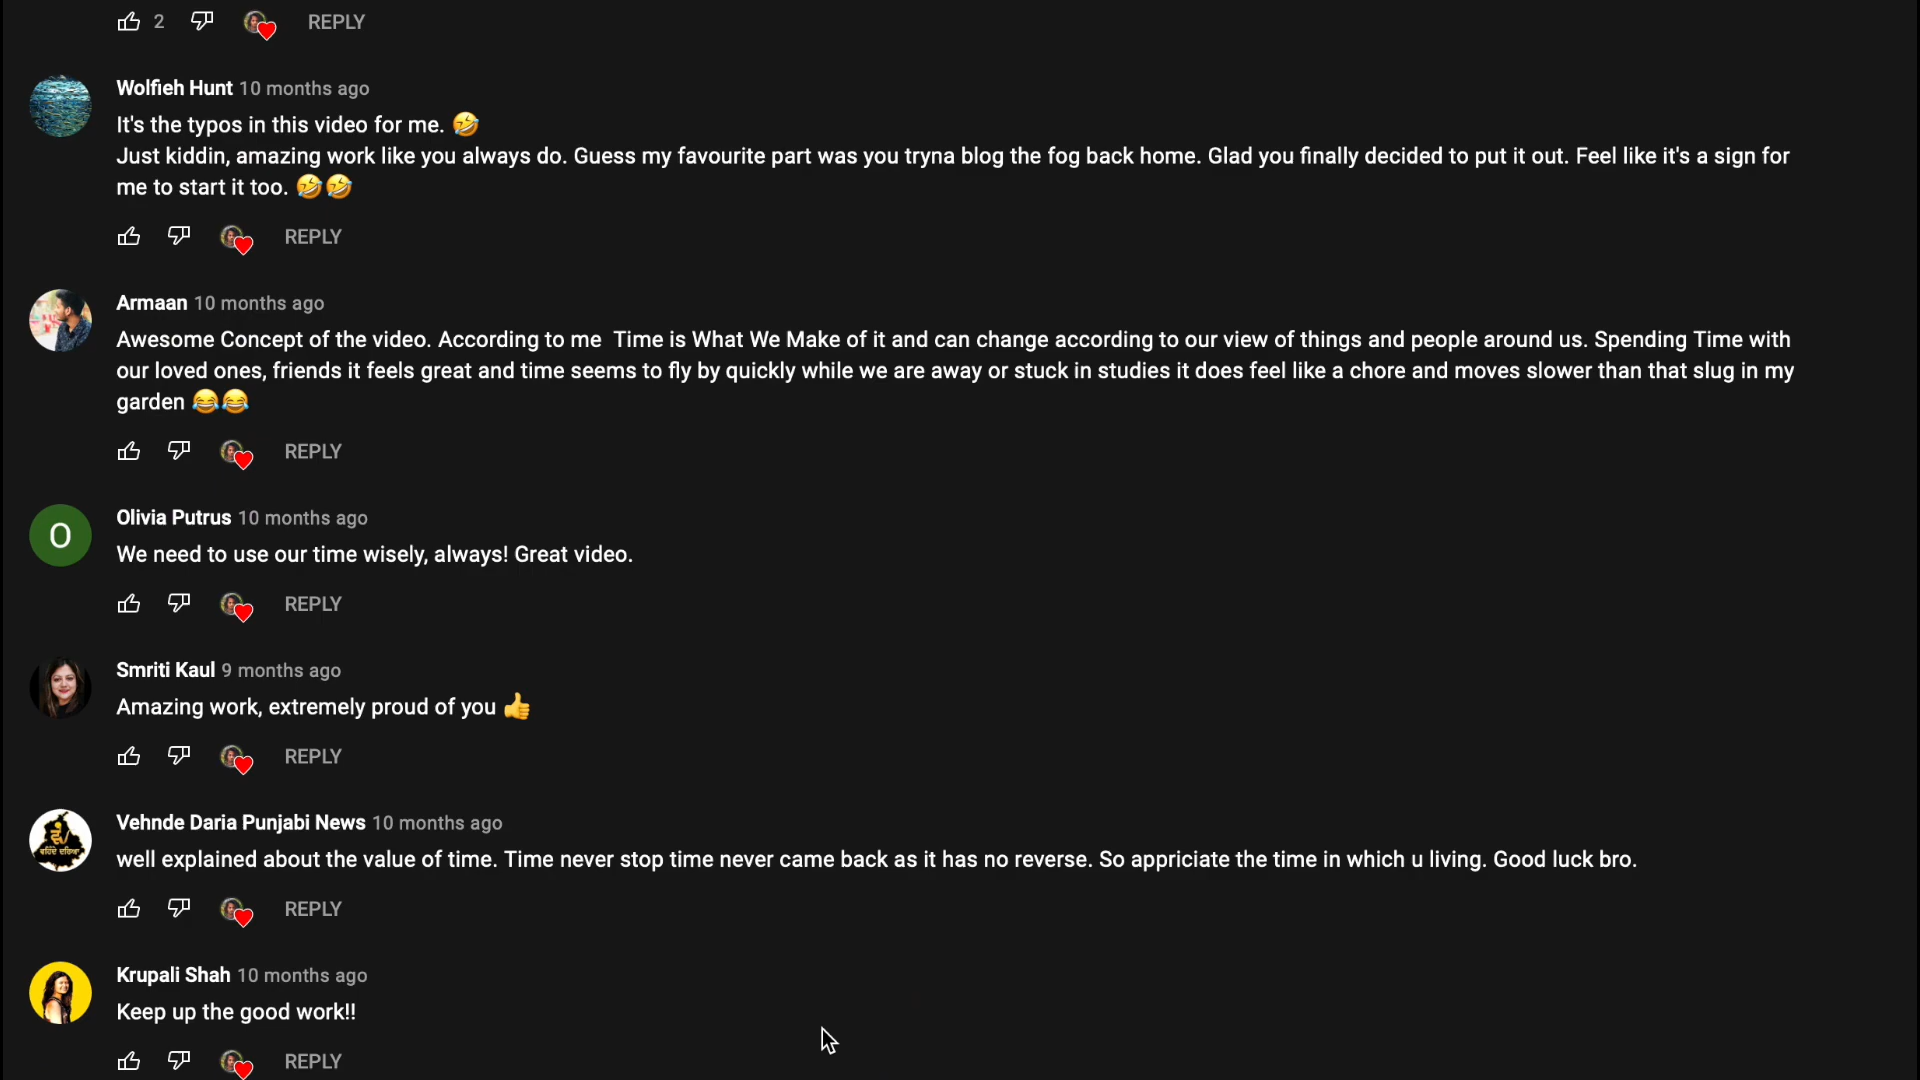 2 REPLY
Wolfieh Hunt 10 months ago
It's the typos in this video for me. 🤣
Just kiddin, amazing work like you always do. Guess my favourite part was you tryna blog the fog back home. Glad you finally decided to put it out. Feel like it's a sign for
me to start it too. 🤣🤣
REPLY
Armaan 10 months ago
Awesome Concept of the video. According to me  Time is What We Make of it and can change according to our view of things and people around us. Spending Time with
our loved ones, friends it feels great and time seems to fly by quickly while we are away or stuck in studies it does feel like a chore and moves slower than that slug in my
garden 😂😂
REPLY
O
Olivia Putrus 10 months ago
We need to use our time wisely, always! Great video.
REPLY
Smriti Kaul 9 months ago
Amazing work, extremely proud of you 👍
REPLY
Vehnde Daria Punjabi News 10 months ago
well explained about the value of time. Time never stop time never came back as it has no reverse. So appriciate the time in which u living. Good luck bro.
REPLY
Krupali Shah 10 months ago
Keep up the good work!!
REPLY